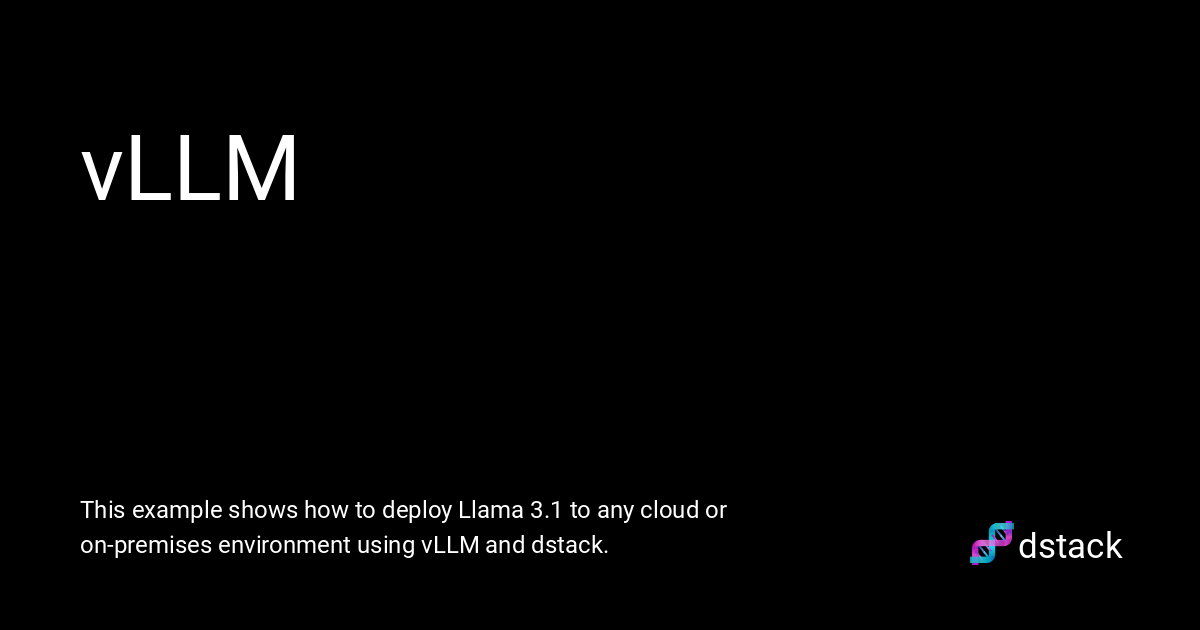 vLLM
This example shows how to deploy Llama 3.1 to any cloud or
on-premises environment using vLLM and dstack.
dstack